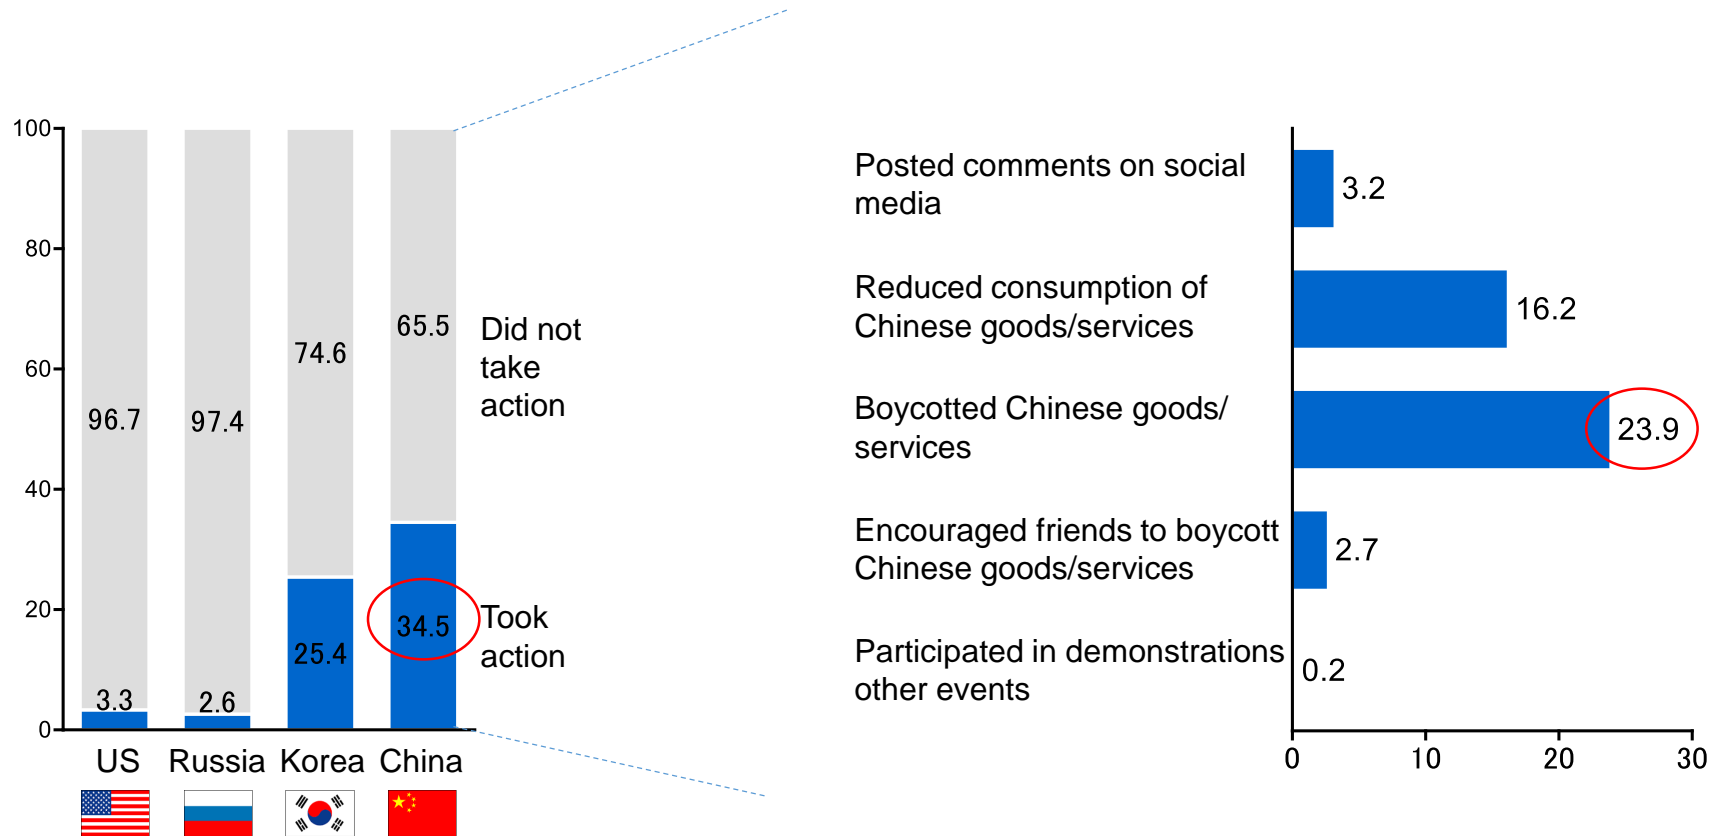 100
80
60
40
20
0
96.7
97.4
74.6
65.5
3.3
2.6
25.4
34.5
Did not
take
action
Took
action
US
Russia
Korea
China
Posted comments on social
media
3.2
Reduced consumption of
Chinese goods/services
16.2
Boycotted Chinese goods/
services
23.9
Encouraged friends to boycott
Chinese goods/services
2.7
Participated in demonstrations
other events
0.2
0
10
20
30